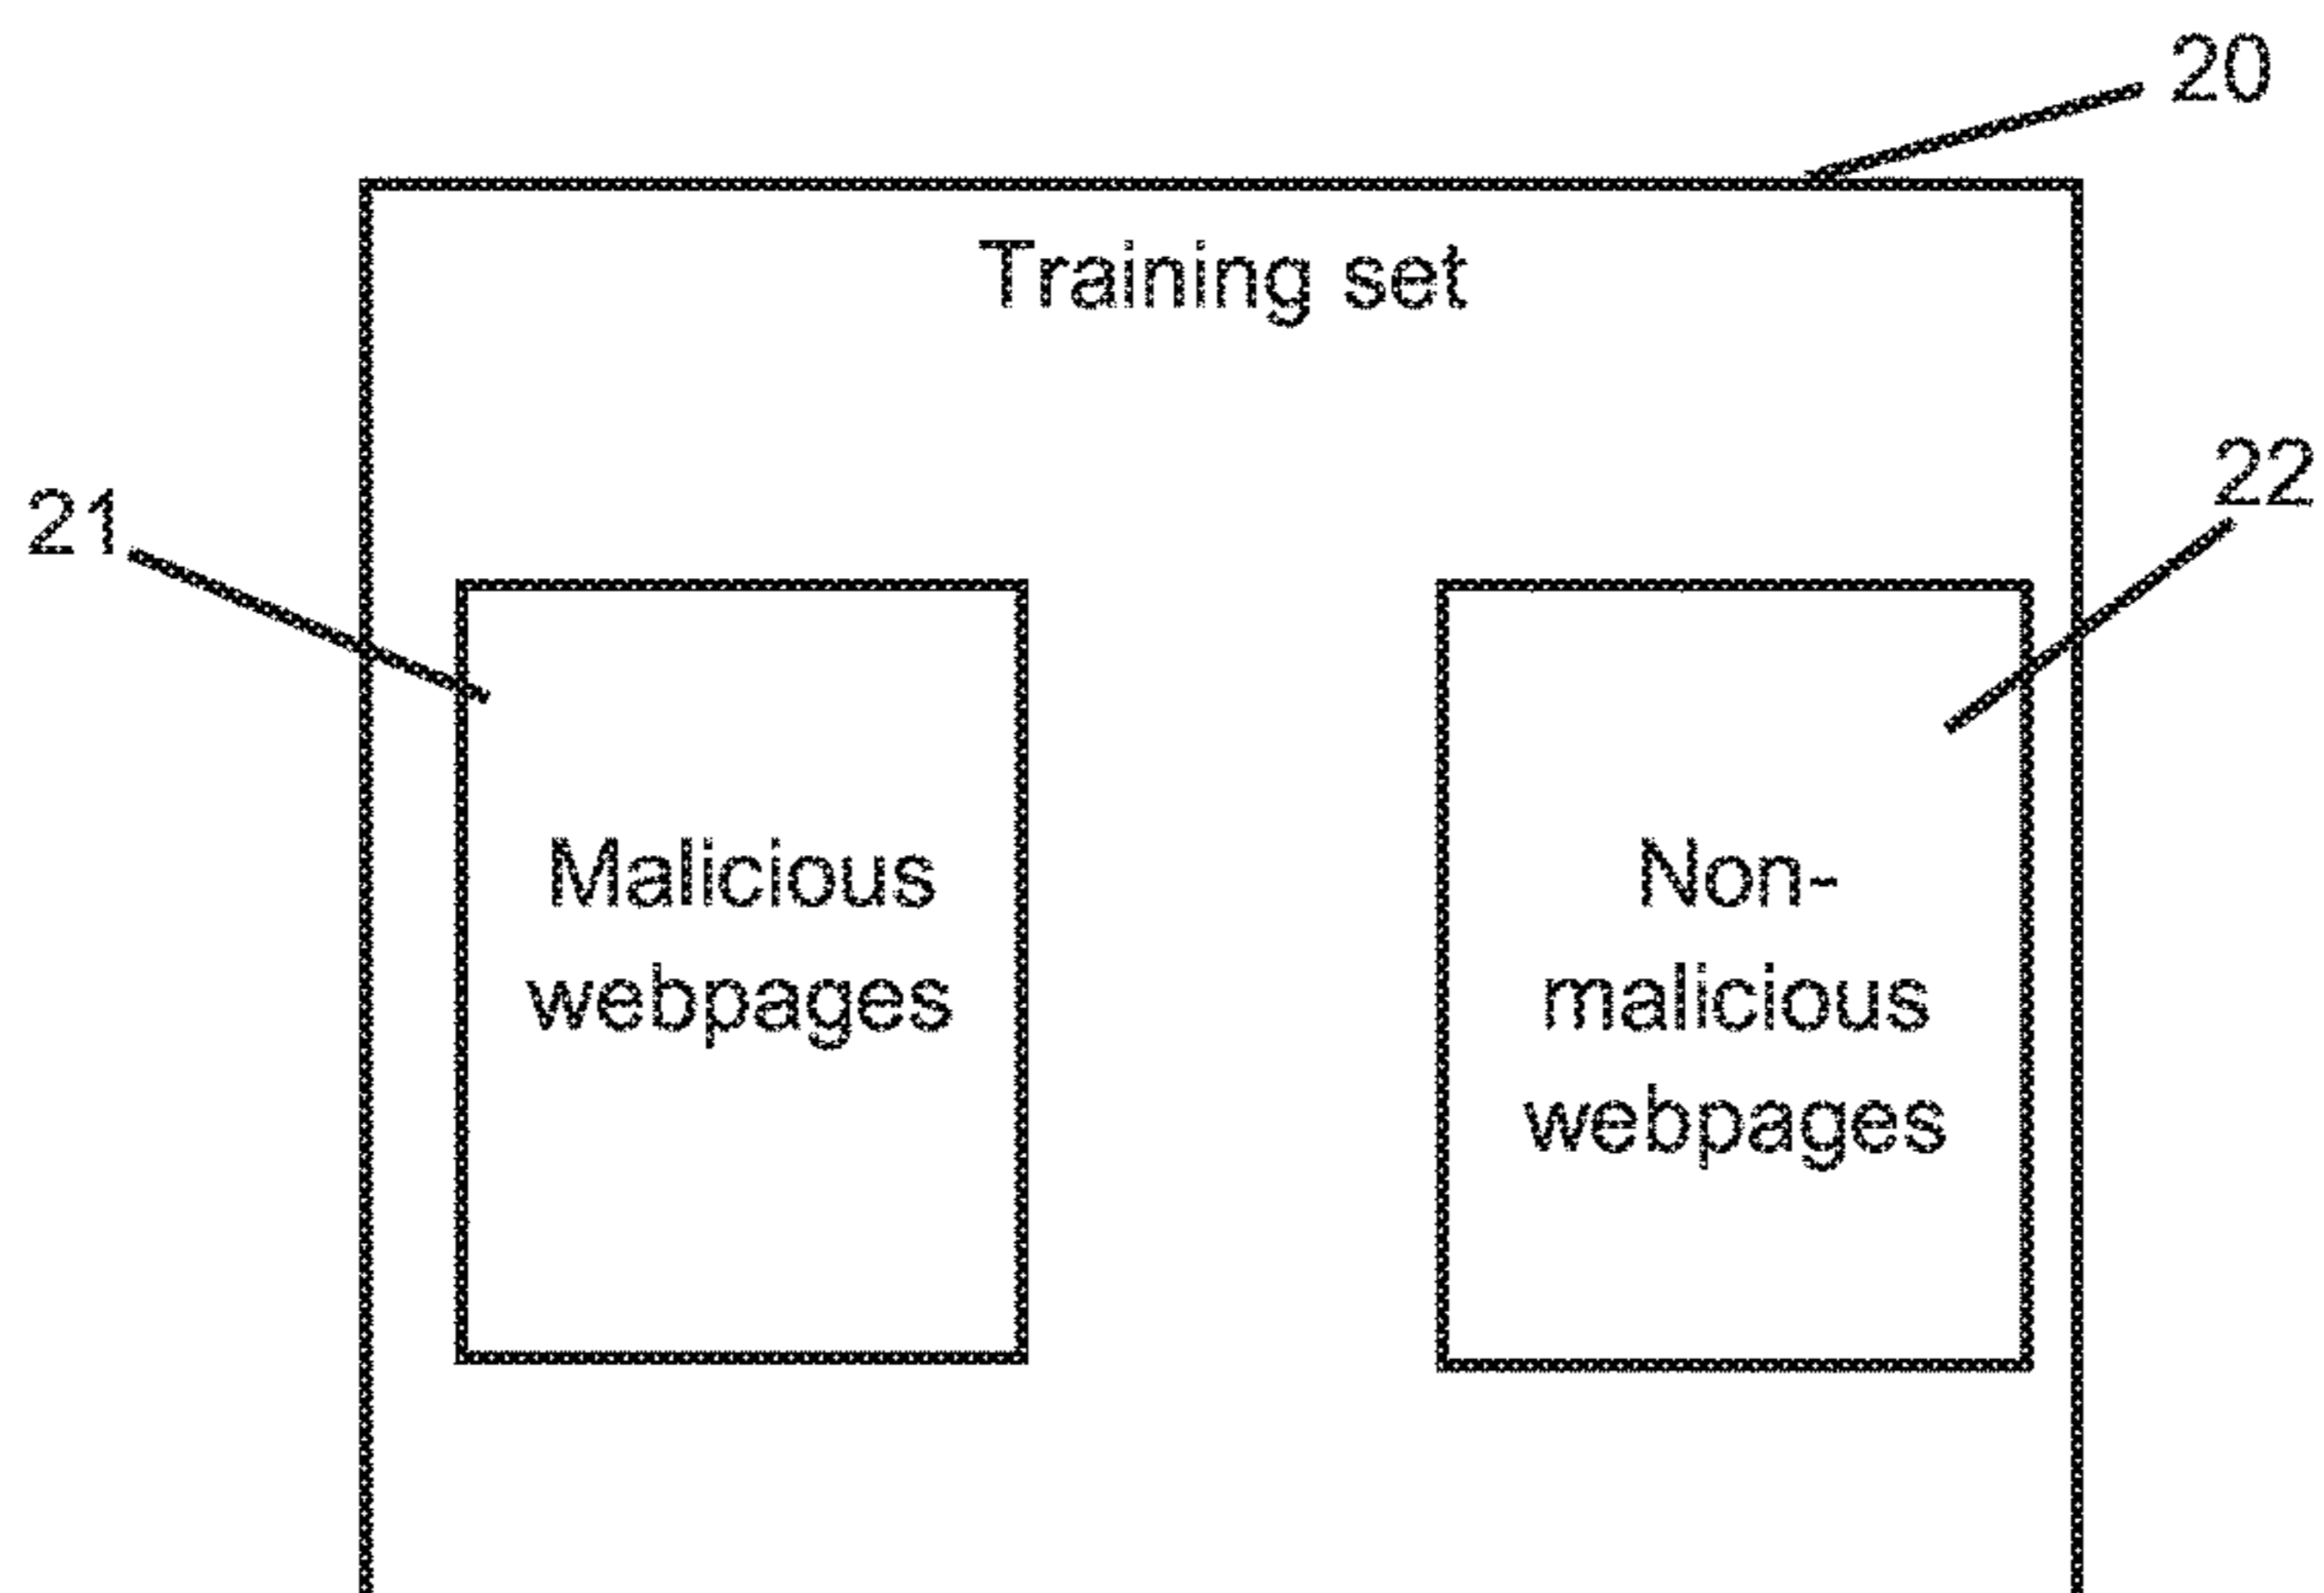 20
Training set
22
21
Malicious
webpages
Non-
malicious
webpages